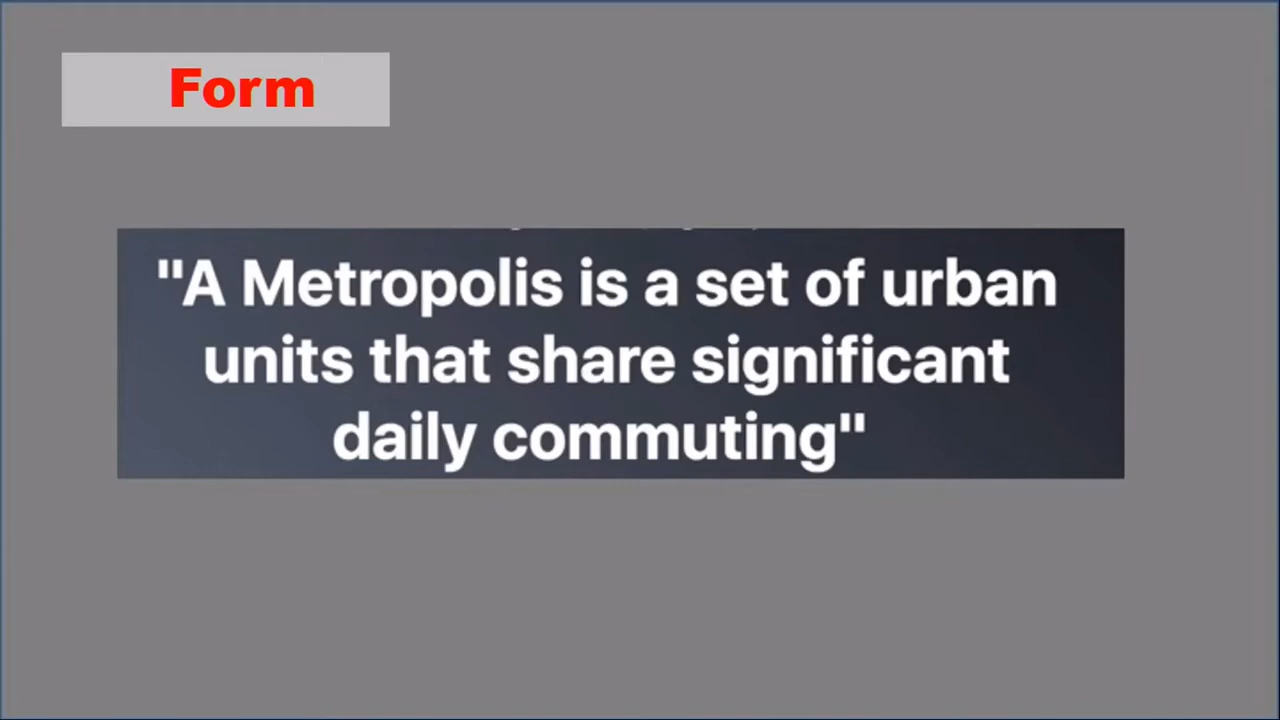 Form
"A Metropolis is a set of urban
units that share significant
daily commuting"